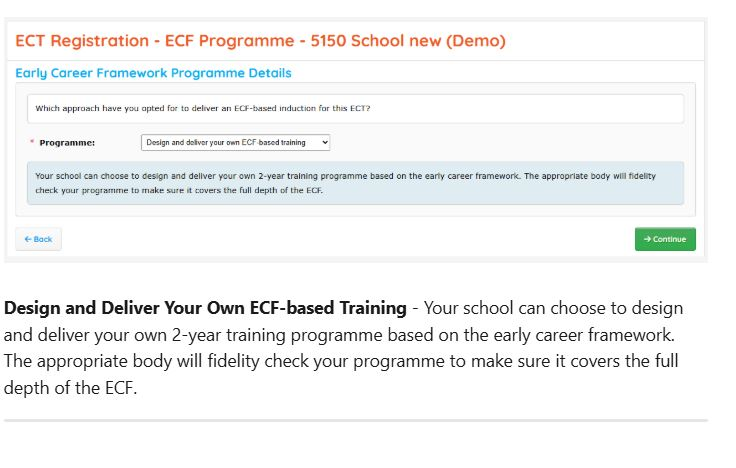 ECT Registration - ECF Programme - 5150 School new (Demo)
Early Career Framework Programme Details
Which approach have you opted for to deliver an ECF-based induction for this ECT?
* Programme: Design and deliver your own ECF-based training
Your school can choose to design and deliver your own 2-year training programme based on the early career framework. The appropriate body will fidelity
check your programme to make sure it covers the full depth of the ECF.
← Back → Continue
Design and Deliver Your Own ECF-based Training - Your school can choose to design
and deliver your own 2-year training programme based on the early career framework.
The appropriate body will fidelity check your programme to make sure it covers the full
depth of the ECF.